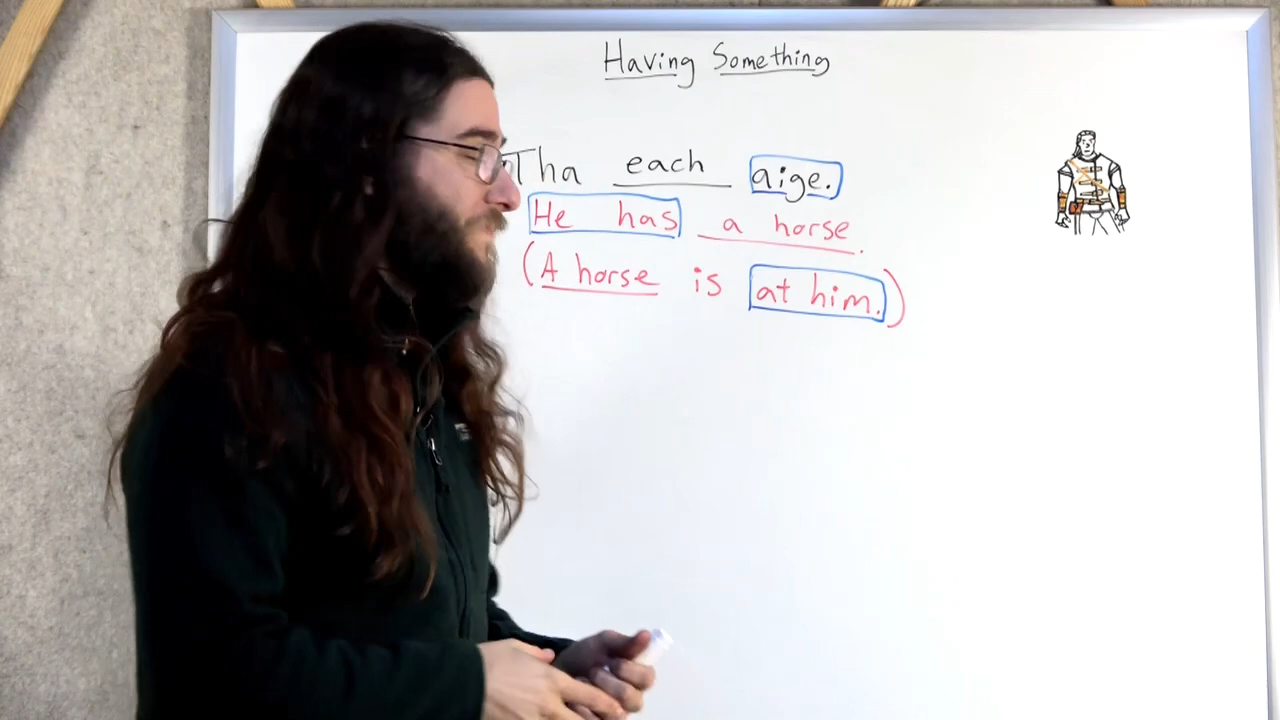 Having Something
Tha each aige.
He has a horse.
(A horse is at him.)